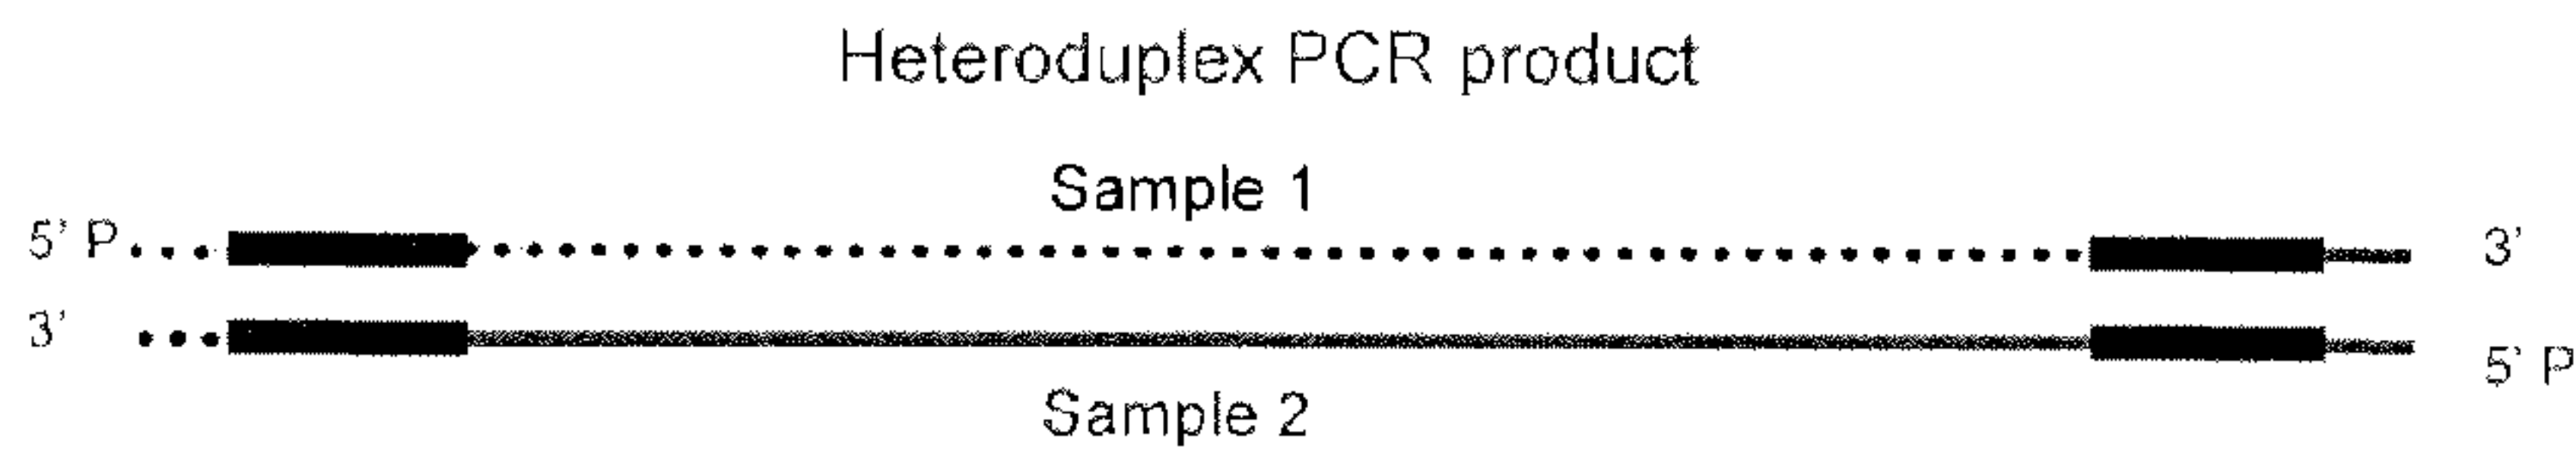 Heteroduplex PCR product
Sample 1
5' P
3'
3'
5' P
Sample 2